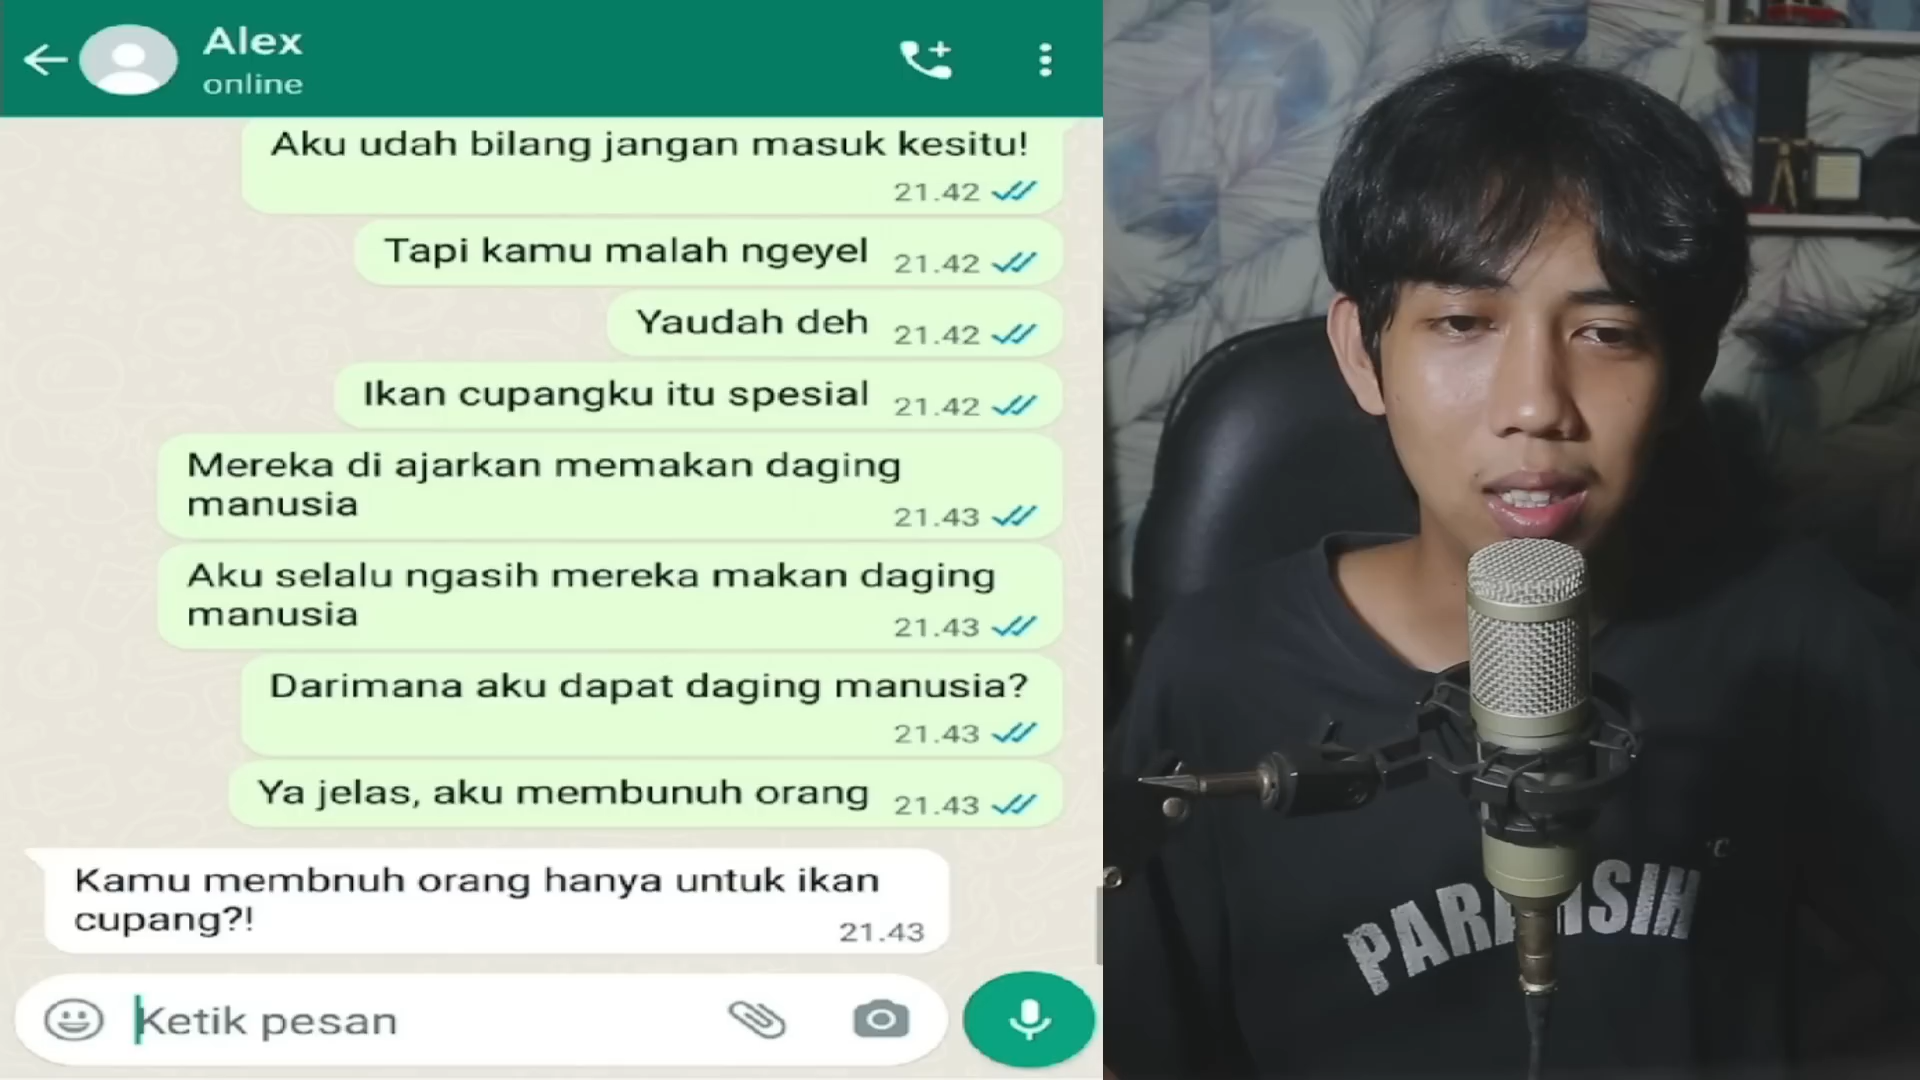 Alex
online
Aku udah bilang jangan masuk kesitu!
21.42
Tapi kamu malah ngeyel 21.42
Yaudah deh 21.42
Ikan cupangku itu spesial 21.42
Mereka di ajarkan memakan daging
manusia 21.43
Aku selalu ngasih mereka makan daging
manusia 21.43
Darimana aku dapat daging manusia?
21.43
Ya jelas, aku membunuh orang 21.43
Kamu membnuh orang hanya untuk ikan
cupang?! 21.43
Ketik pesan